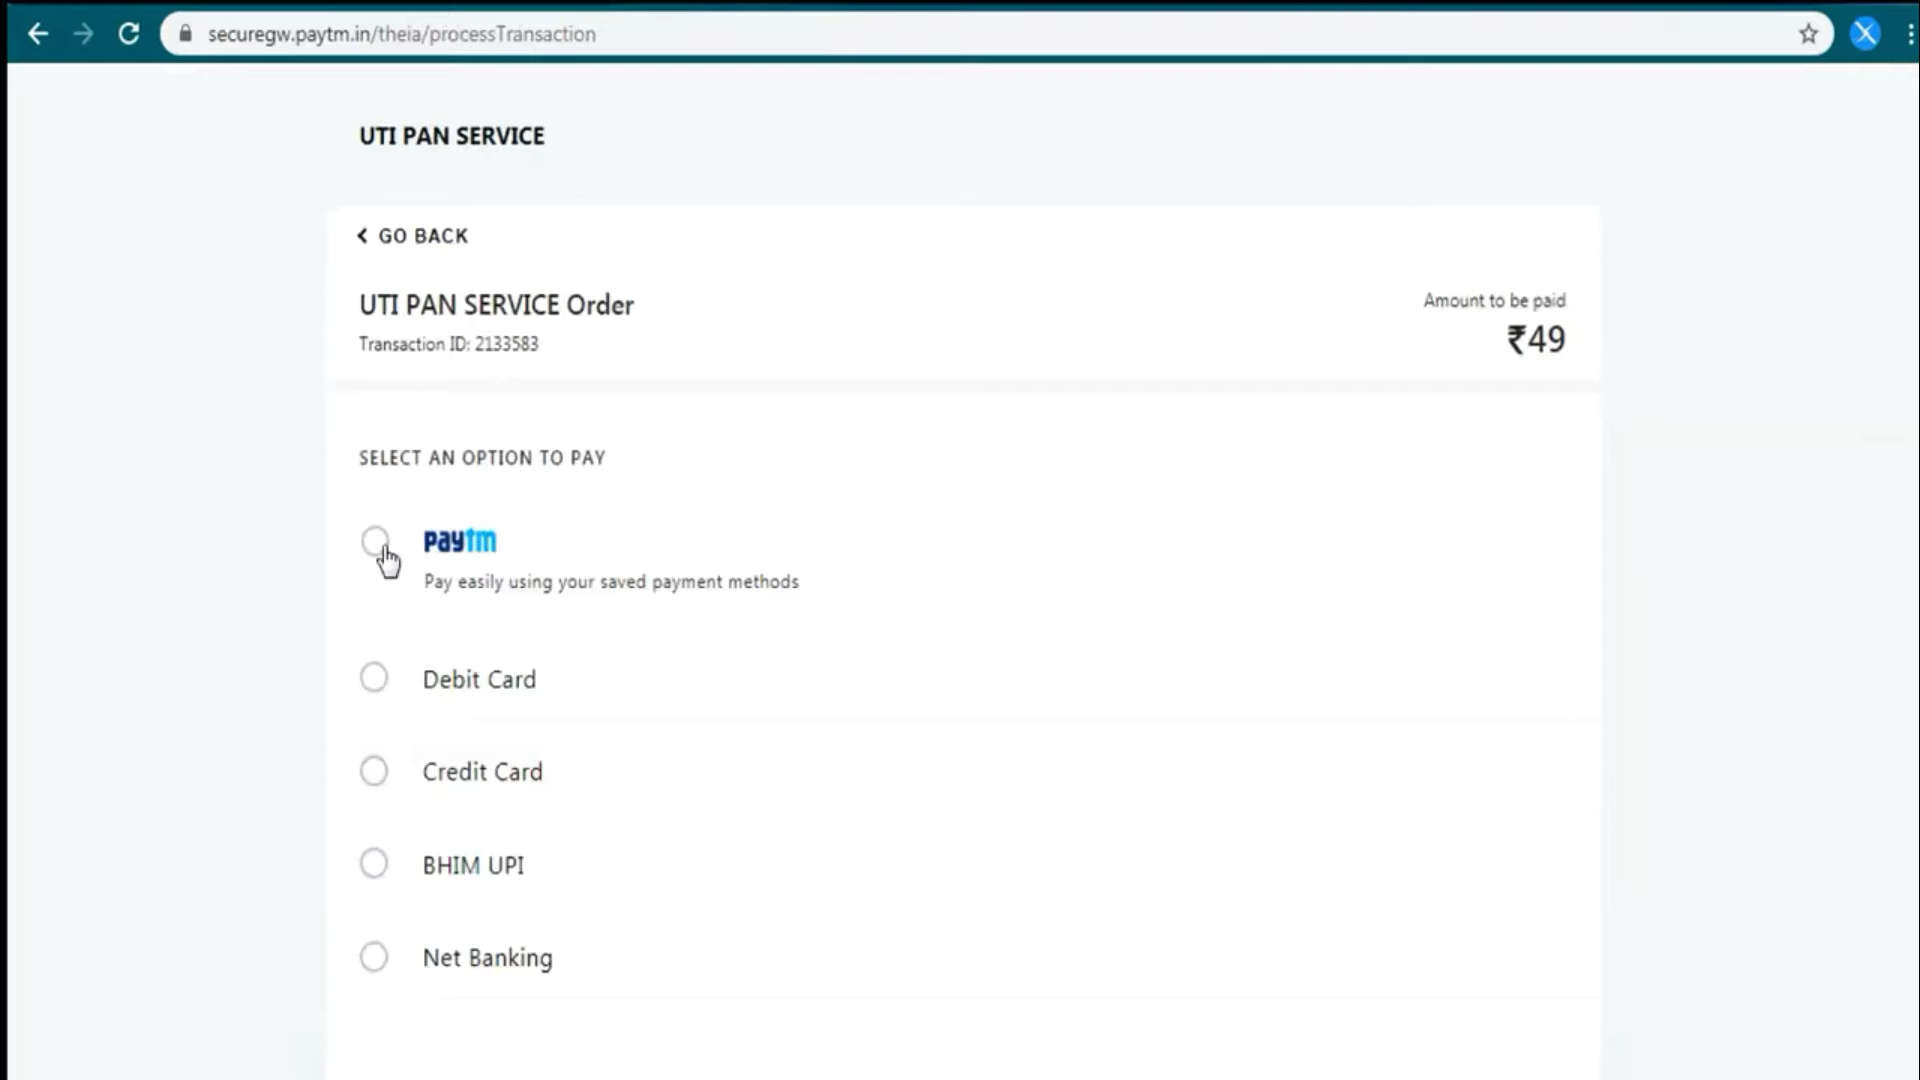 securegw.paytm.in/theia/processTransaction
UTI PAN SERVICE
GO BACK
UTI PAN SERVICE Order
Transaction ID: 2133583
Amount to be paid
₹49
SELECT AN OPTION TO PAY
paytm
Pay easily using your saved payment methods
Debit Card
Credit Card
BHIM UPI
Net Banking